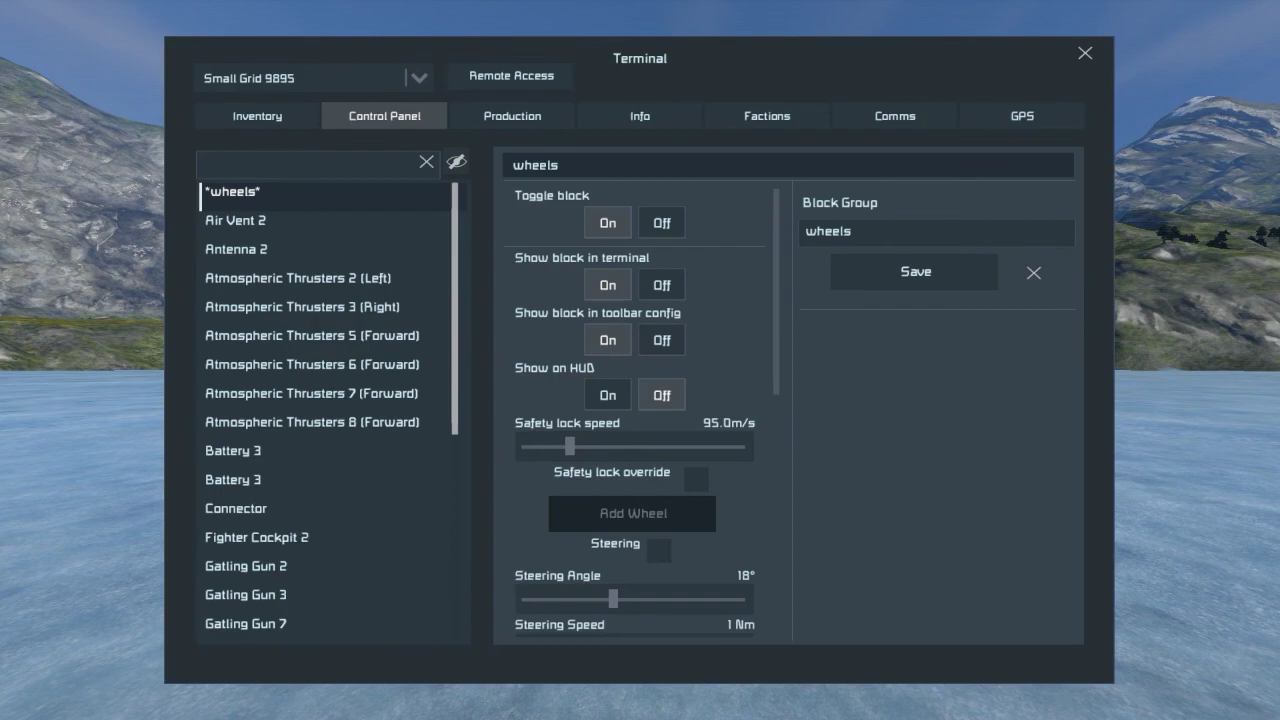 Terminal
Small Grid 9895
Remote Access
Inventory Control Panel Production Info Factions Comms GPS
*wheels*
Air Vent 2
Antenna 2
Atmospheric Thrusters 2 (Left)
Atmospheric Thrusters 3 (Right)
Atmospheric Thrusters 5 (Forward)
Atmospheric Thrusters 6 (Forward)
Atmospheric Thrusters 7 (Forward)
Atmospheric Thrusters 8 (Forward)
Battery 3
Battery 3
Connector
Fighter Cockpit 2
Gatling Gun 2
Gatling Gun 3
Gatling Gun 7
wheels
Toggle block
On Off
Show block in terminal
On Off
Show block in toolbar config
On Off
Show on HUD
On Off
Safety lock speed 95.0m/s
Safety lock override
Add Wheel
Steering
Steering Angle 18°
Steering Speed 1 Nm
Block Group
wheels
Save